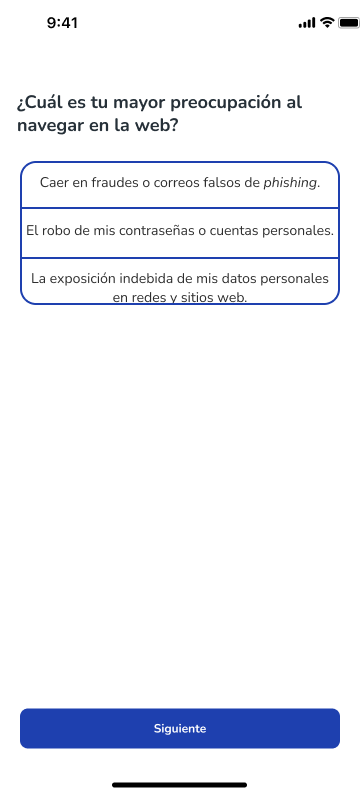 9:41
¿Cuál es tu mayor preocupación al
navegar en la web?
Caer en fraudes o correos falsos de phishing.
El robo de mis contraseñas o cuentas personales.
La exposición indebida de mis datos personales
en redes y sitios web.
Siguiente